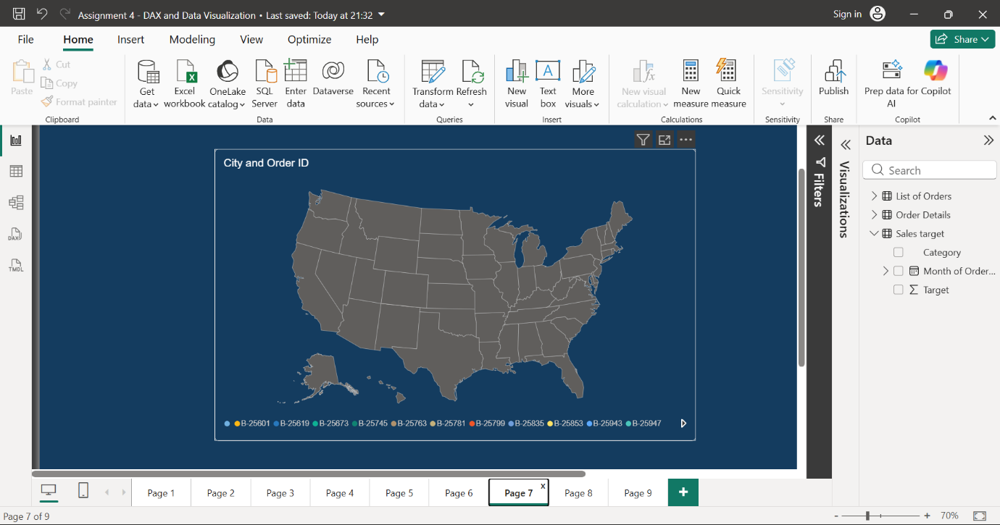 Assignment 4 - DAX and Data Visualization • Last saved: Today at 21:32
Sign in
File Home Insert Modeling View Optimize Help
Share
Paste
Cut
Copy
Format painter
Clipboard
Get data
Excel workbook
OneLake catalog
SQL Server
Enter data
Dataverse
Recent sources
Data
Transform data
Refresh
Queries
New visual
Text box
More visuals
Insert
New visual calculation
New measure
Quick measure
Calculations
Sensitivity
Sensitivity
Publish
Share
Prep data for AI
Copilot
Copilot
DAX
TMDL
City and Order ID
B-25601 B-25619 B-25673 B-25745 B-25763 B-25781 B-25799 B-25835 B-25853 B-25943 B-25947
Filters
Visualizations
Data
Search
List of Orders
Order Details
Sales target
Category
Month of Order...
Σ Target
Page 1 Page 2 Page 3 Page 4 Page 5 Page 6 Page 7 x Page 8 Page 9 +
Page 7 of 9
- + 70%